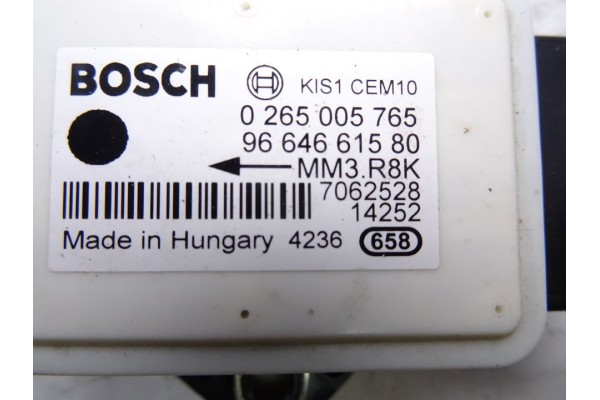 BOSCH KIS1 CEM10
0 265 005 765
96 646 615 80
MM3.R8K
7062528
14252
Made in Hungary 4236 658